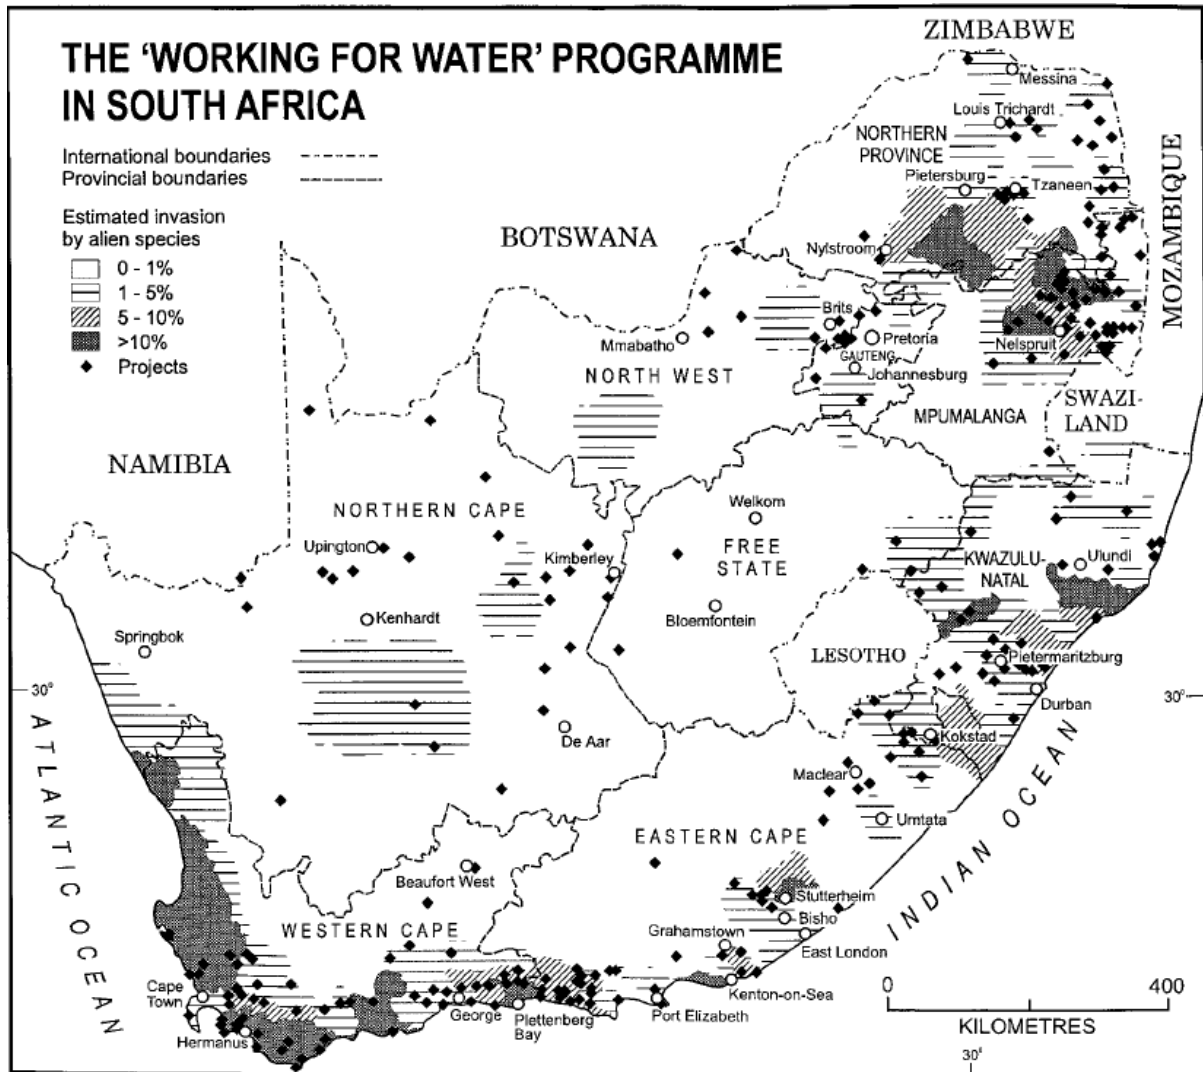 THE 'WORKING FOR WATER' PROGRAMME
IN SOUTH AFRICA
International boundaries
Provincial boundaries
Estimated invasion
by alien species
0 - 1%
1 - 5%
5 - 10%
>10%
Projects
ZIMBABWE
Messina
Louis Trichardt
NORTHERN
PROVINCE
Pietersburg
Tzaneen
MOZAMBIQUE
BOTSWANA
Nylstroom
Brits
Mmabatho
Pretoria
Nelspruit
GAUTENG
Johannesburg
NORTH WEST
SWAZI-
LAND
MPUMALANGA
NAMIBIA
Welkom
NORTHERN CAPE
Upington
Kimberley
FREE
STATE
KWAZULU-
NATAL
Ulundi
Kenhardt
Bloemfontein
Springbok
LESOTHO
Pietermaritzburg
30°
30°
Durban
De Aar
Kokstad
Maclear
ATLANTIC OCEAN
Umtata
EASTERN CAPE
INDIAN OCEAN
Beaufort West
Stutterheim
Bisho
WESTERN CAPE
Grahamstown
East London
Cape
Town
Kenton-on-Sea
0
400
George
Plettenberg
Bay
Port Elizabeth
KILOMETRES
Hermanus
30°